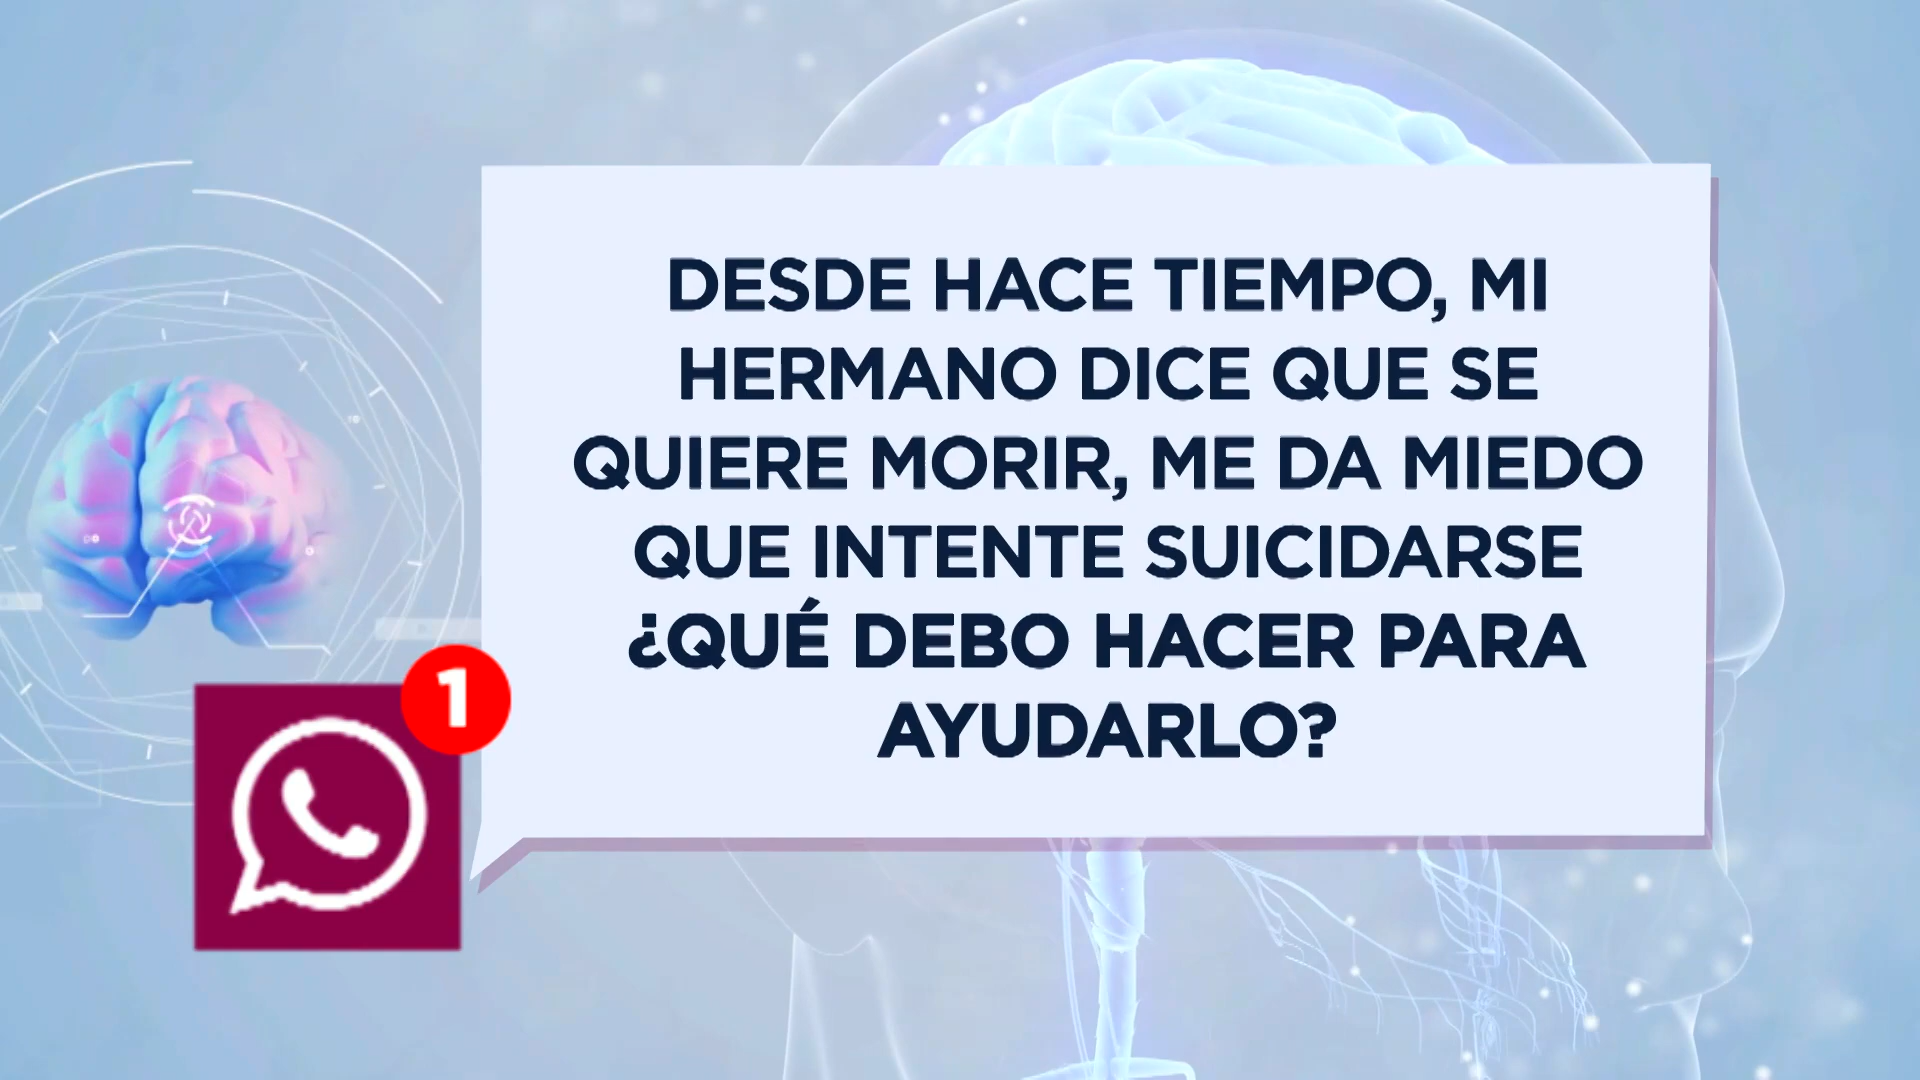 DESDE HACE TIEMPO, MI
HERMANO DICE QUE SE
QUIERE MORIR, ME DA MIEDO
QUE INTENTE SUICIDARSE
¿QUÉ DEBO HACER PARA
AYUDARLO?
1